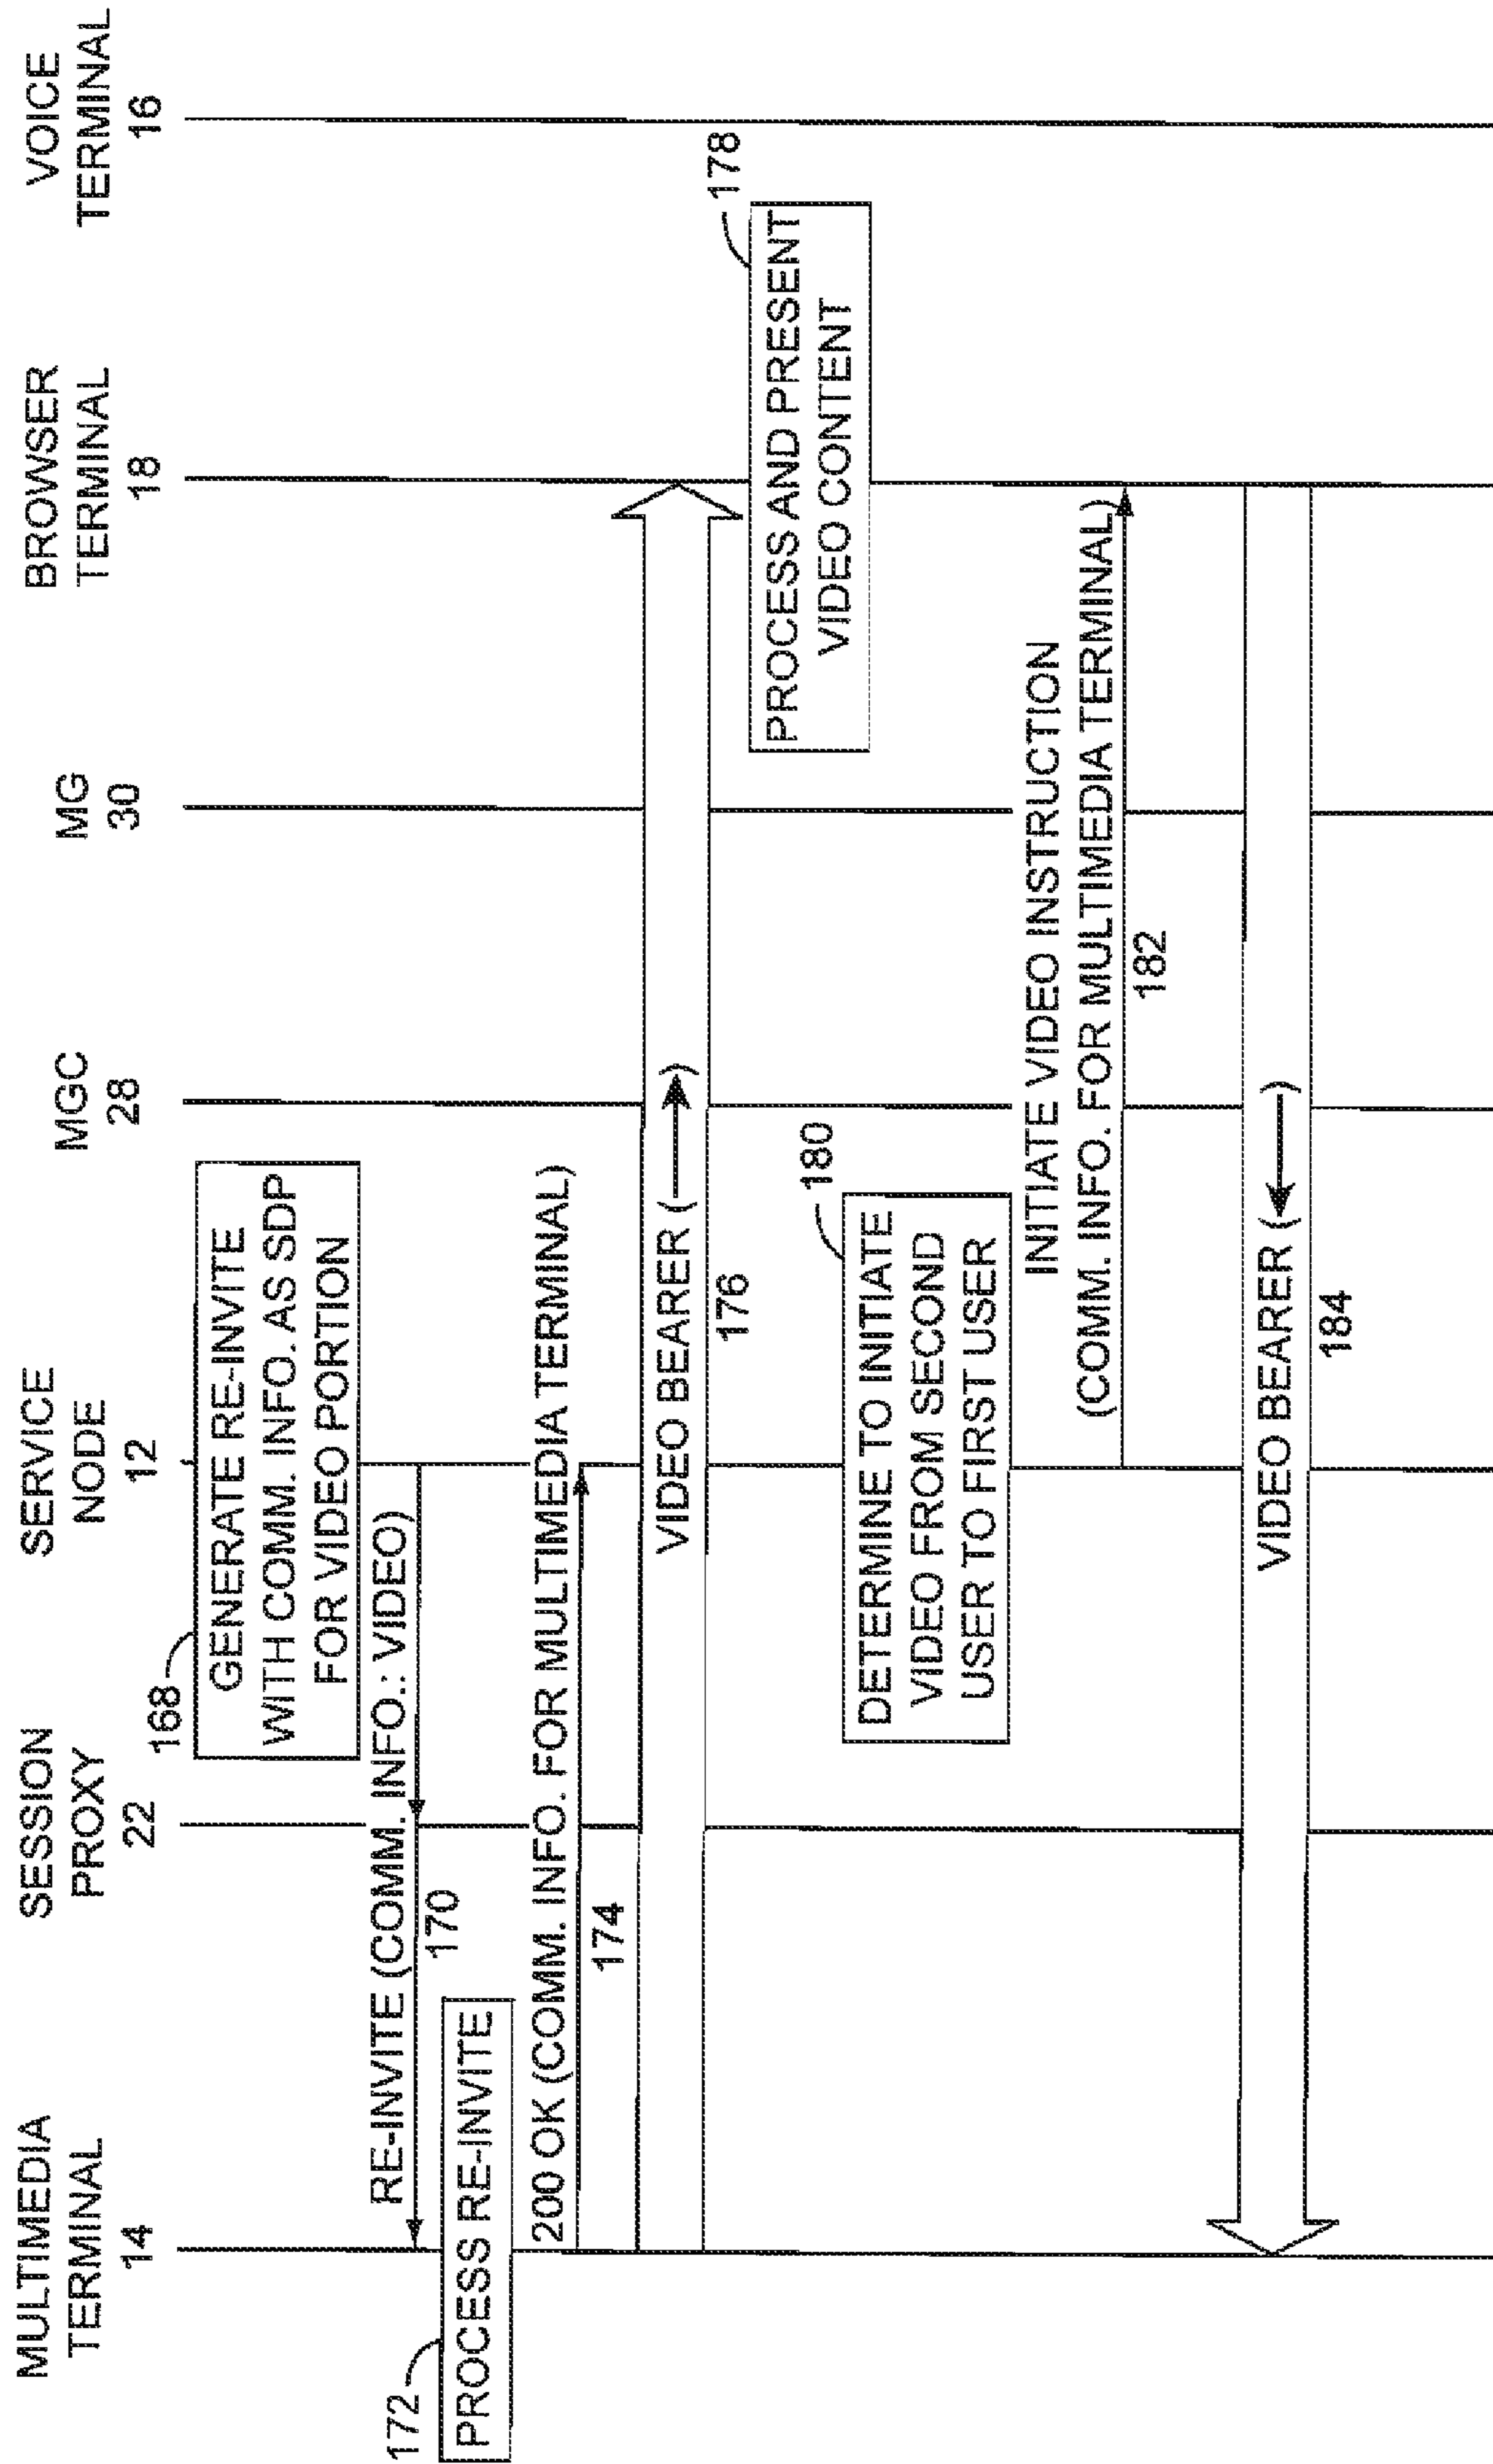 MULTIMEDIA
TERMINAL
14
SESSION
PROXY
22
SERVICE
NODE
12
MGC
28
MG
30
BROWSER
TERMINAL
18
VOICE
TERMINAL
16
168
GENERATE RE-INVITE
WITH COMM. INFO. AS SDP
FOR VIDEO PORTION
RE-INVITE (COMM. INFO.: VIDEO)
170
172
PROCESS RE-INVITE
200 OK (COMM. INFO. FOR MULTIMEDIA TERMINAL)
174
VIDEO BEARER ( )
176
178
PROCESS AND PRESENT
VIDEO CONTENT
180
DETERMINE TO INITIATE
VIDEO FROM SECOND
USER TO FIRST USER
INITIATE VIDEO INSTRUCTION
(COMM. INFO. FOR MULTIMEDIA TERMINAL)
182
VIDEO BEARER ( )
184